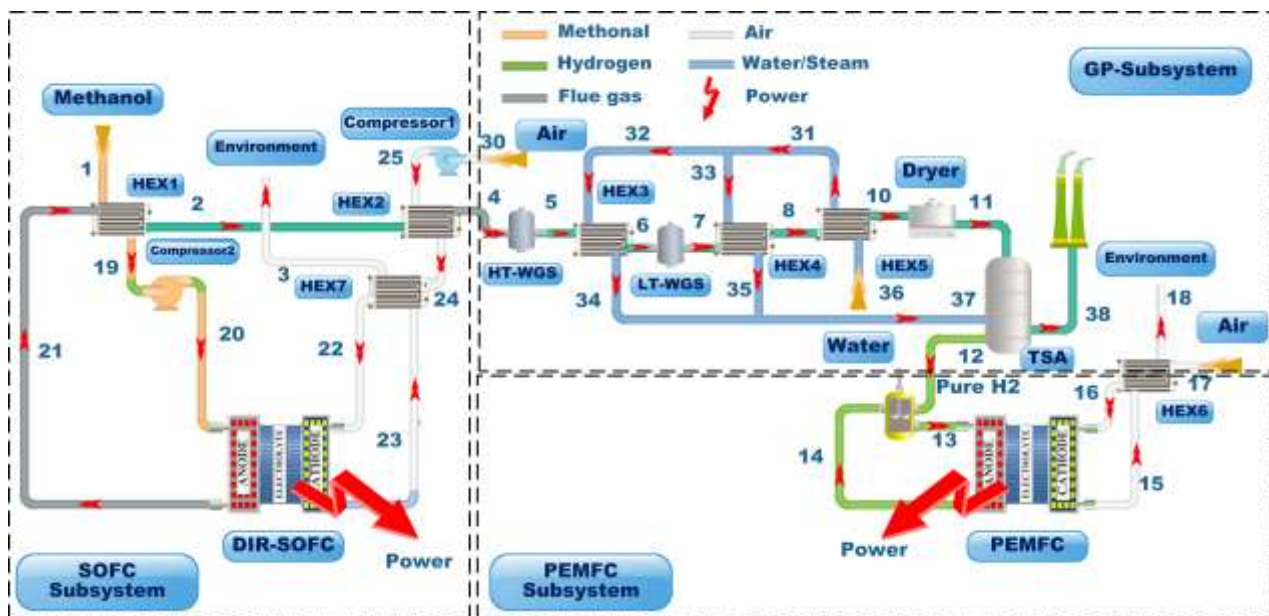 Methonal
Air
Hydrogen
Water/Steam
Flue gas
Power
GP-Subsystem
Methanol
Compressor1
Air
Environment
30
32
31
25
1
HEX1
2
HEX2
33
10
Dryer
11
4
5
HEX3
6
7
8
Environment
19
Compressor2
3
HEX7
24
HT-WGS
LT-WGS
HEX4
HEX5
34
35
36
37
38
18
Air
21
20
22
Water
12
TSA
17
Pure H2
16
HEX6
23
13
14
15
ANODE
ELECTROLYTE
CATHODE
ANODE
ELECTROLYTE
CATHODE
DIR-SOFC
Power
Power
PEMFC
SOFC
Subsystem
PEMFC
Subsystem